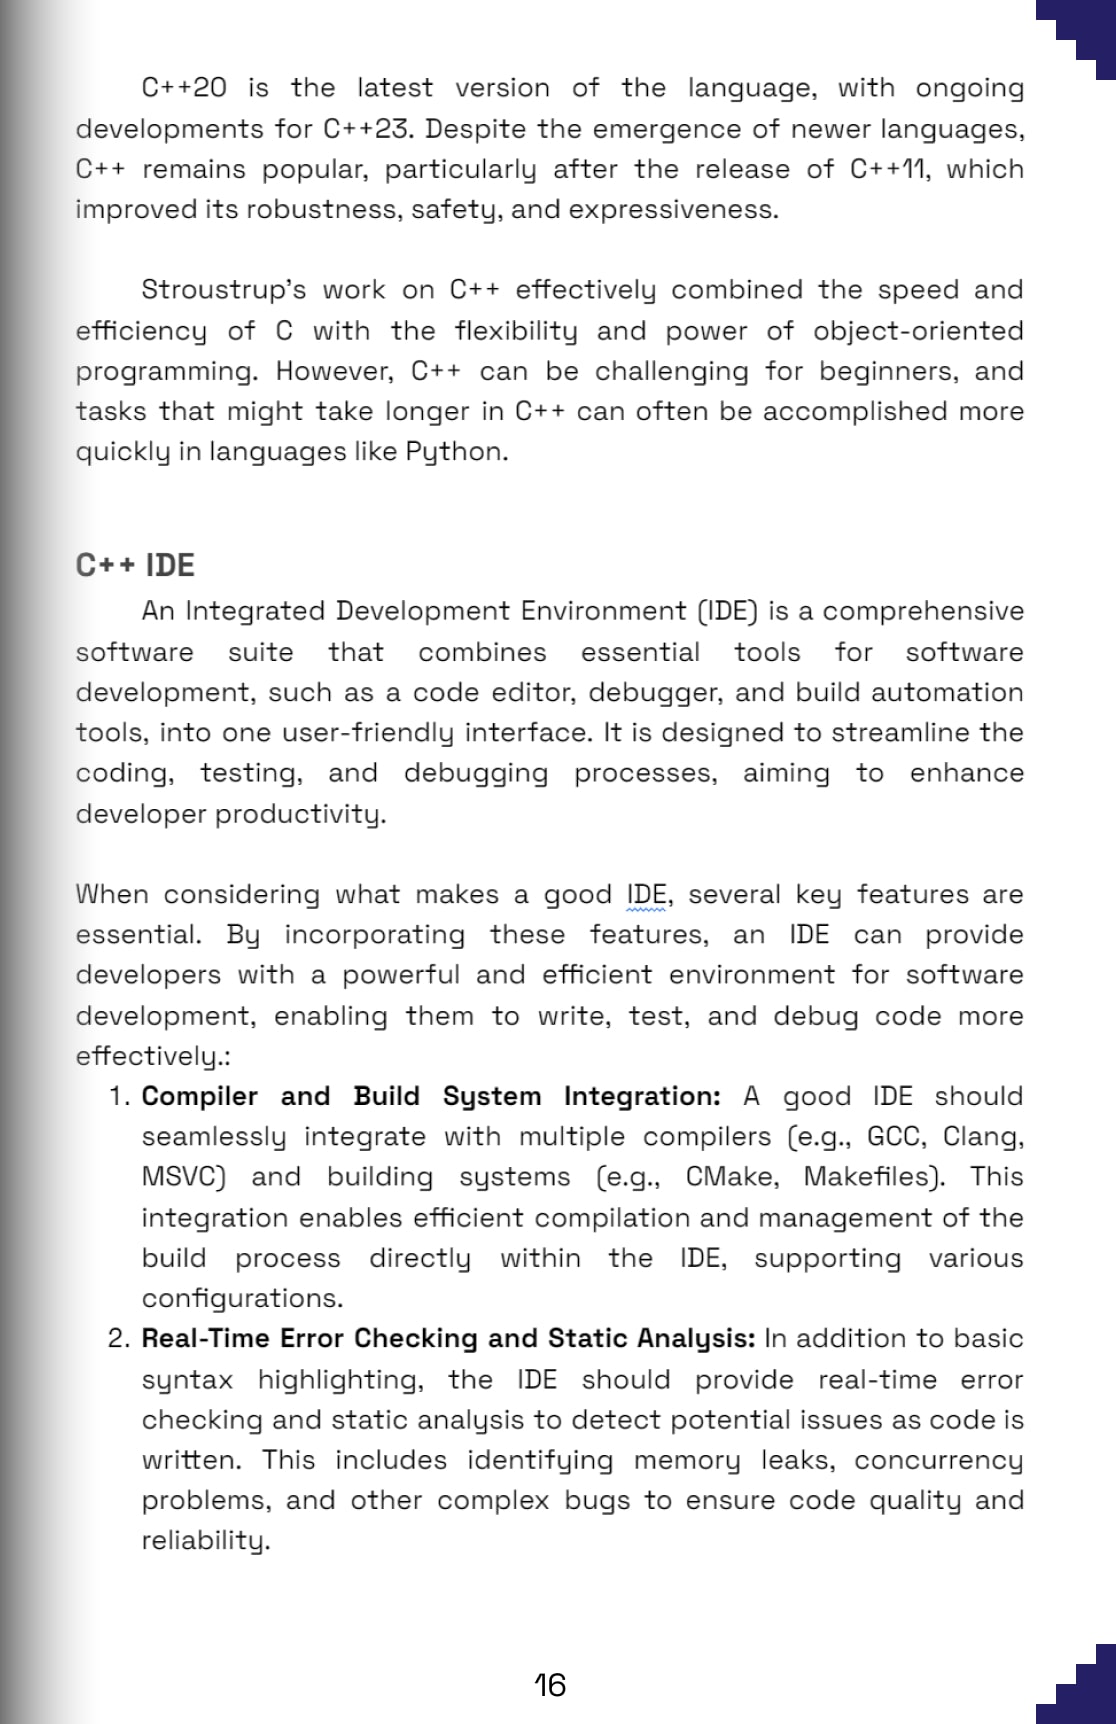 C++20 is the latest version of the language, with ongoing
developments for C++23. Despite the emergence of newer languages,
C++ remains popular, particularly after the release of C++11, which
improved its robustness, safety, and expressiveness.
Stroustrup's work on C++ effectively combined the speed and
efficiency of C with the flexibility and power of object-oriented
programming. However, C++ can be challenging for beginners, and
tasks that might take longer in C++ can often be accomplished more
quickly in languages like Python.
C++ IDE
An Integrated Development Environment (IDE) is a comprehensive
software suite that combines essential tools for software
development, such as a code editor, debugger, and build automation
tools, into one user-friendly interface. It is designed to streamline the
coding, testing, and debugging processes, aiming to enhance
developer productivity.
When considering what makes a good IDE, several key features are
essential. By incorporating these features, an IDE can provide
developers with a powerful and efficient environment for software
development, enabling them to write, test, and debug code more
effectively.:
1. Compiler and Build System Integration: A good IDE should
seamlessly integrate with multiple compilers (e.g., GCC, Clang,
MSVC) and building systems (e.g., CMake, Makefiles). This
integration enables efficient compilation and management of the
build process directly within the IDE, supporting various
configurations.
2. Real-Time Error Checking and Static Analysis: In addition to basic
syntax highlighting, the IDE should provide real-time error
checking and static analysis to detect potential issues as code is
written. This includes identifying memory leaks, concurrency
problems, and other complex bugs to ensure code quality and
reliability.
16